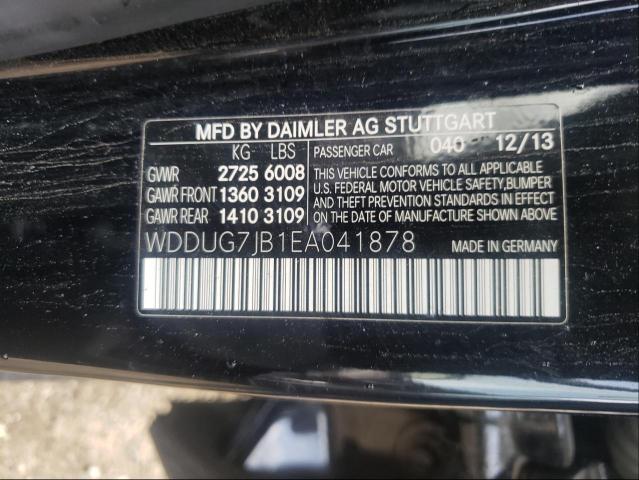 MFD BY DAIMLER AG STUTTGART
KG LBS PASSENGER CAR 040 12/13
GVWR 2725 6008 THIS VEHICLE CONFORMS TO ALL APPLICABLE
GAWR FRONT 1360 3109 U.S. FEDERAL MOTOR VEHICLE SAFETY, BUMPER
GAWR REAR 1410 3109 AND THEFT PREVENTION STANDARDS IN EFFECT
ON THE DATE OF MANUFACTURE SHOWN ABOVE.
WDDUG7JB1EA041878 MADE IN GERMANY